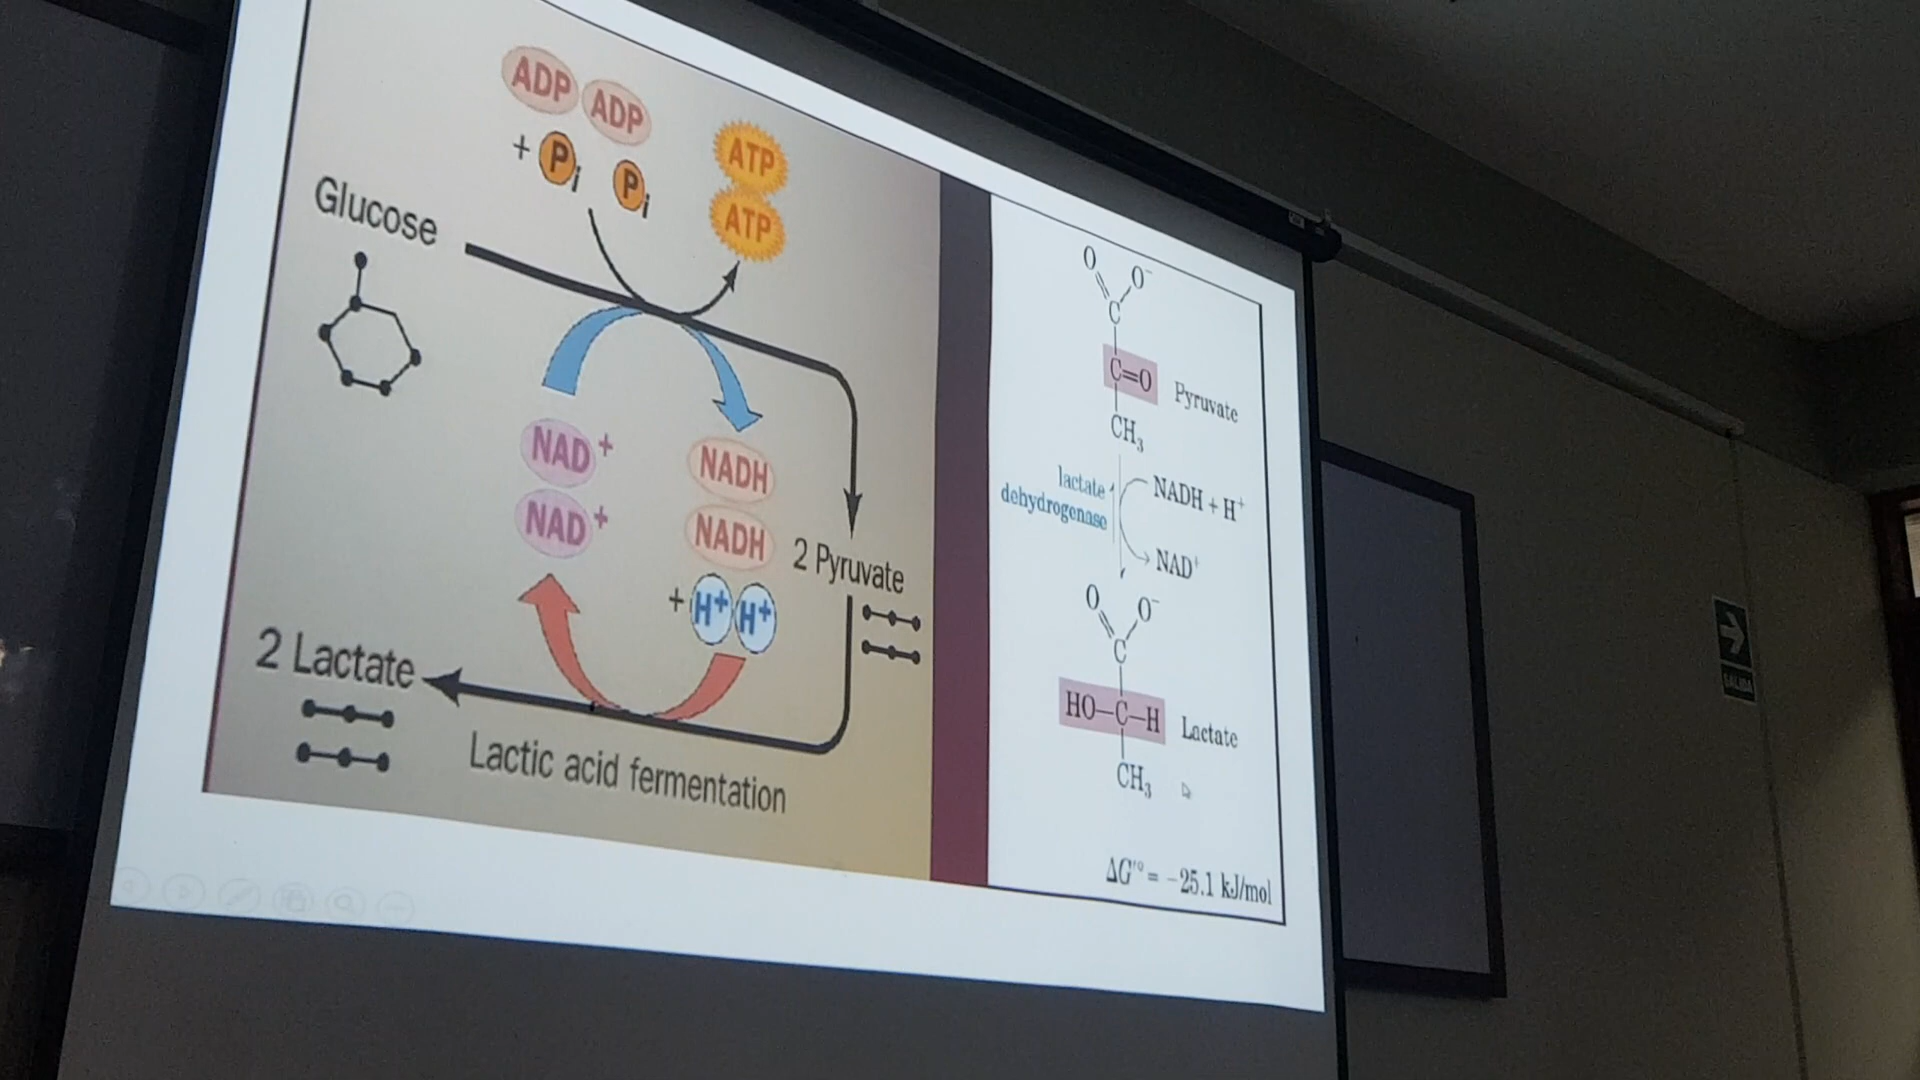 ADP ADP
+ Pi Pi
ATP
ATP
Glucose
NAD+
NAD+
NADH
NADH
+ H+ H+
2 Pyruvate
2 Lactate
Lactic acid fermentation
O O⁻
C
C=O Pyruvate
CH₃
lactate
dehydrogenase
NADH + H⁺
NAD⁺
O O⁻
C
HO—C—H Lactate
CH₃
ΔG′° = −25.1 kJ/mol
SALIDA